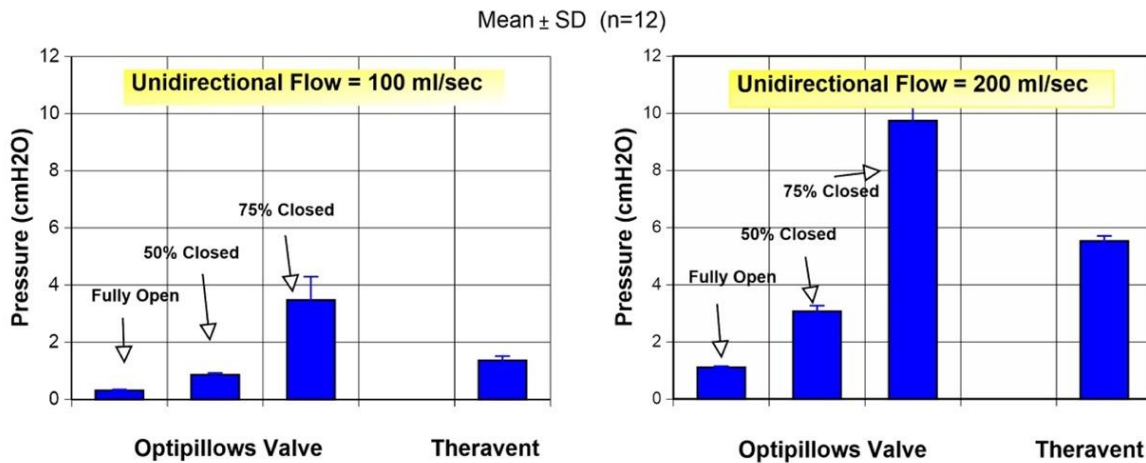 Mean ± SD (n=12)
Unidirectional Flow = 100 ml/sec
Pressure (cmH2O)
12
10
8
6
4
2
0
Fully Open
50% Closed
75% Closed
Optipillows Valve
Theravent
Unidirectional Flow = 200 ml/sec
Pressure (cmH2O)
12
10
8
6
4
2
0
Fully Open
50% Closed
75% Closed
Optipillows Valve
Theravent